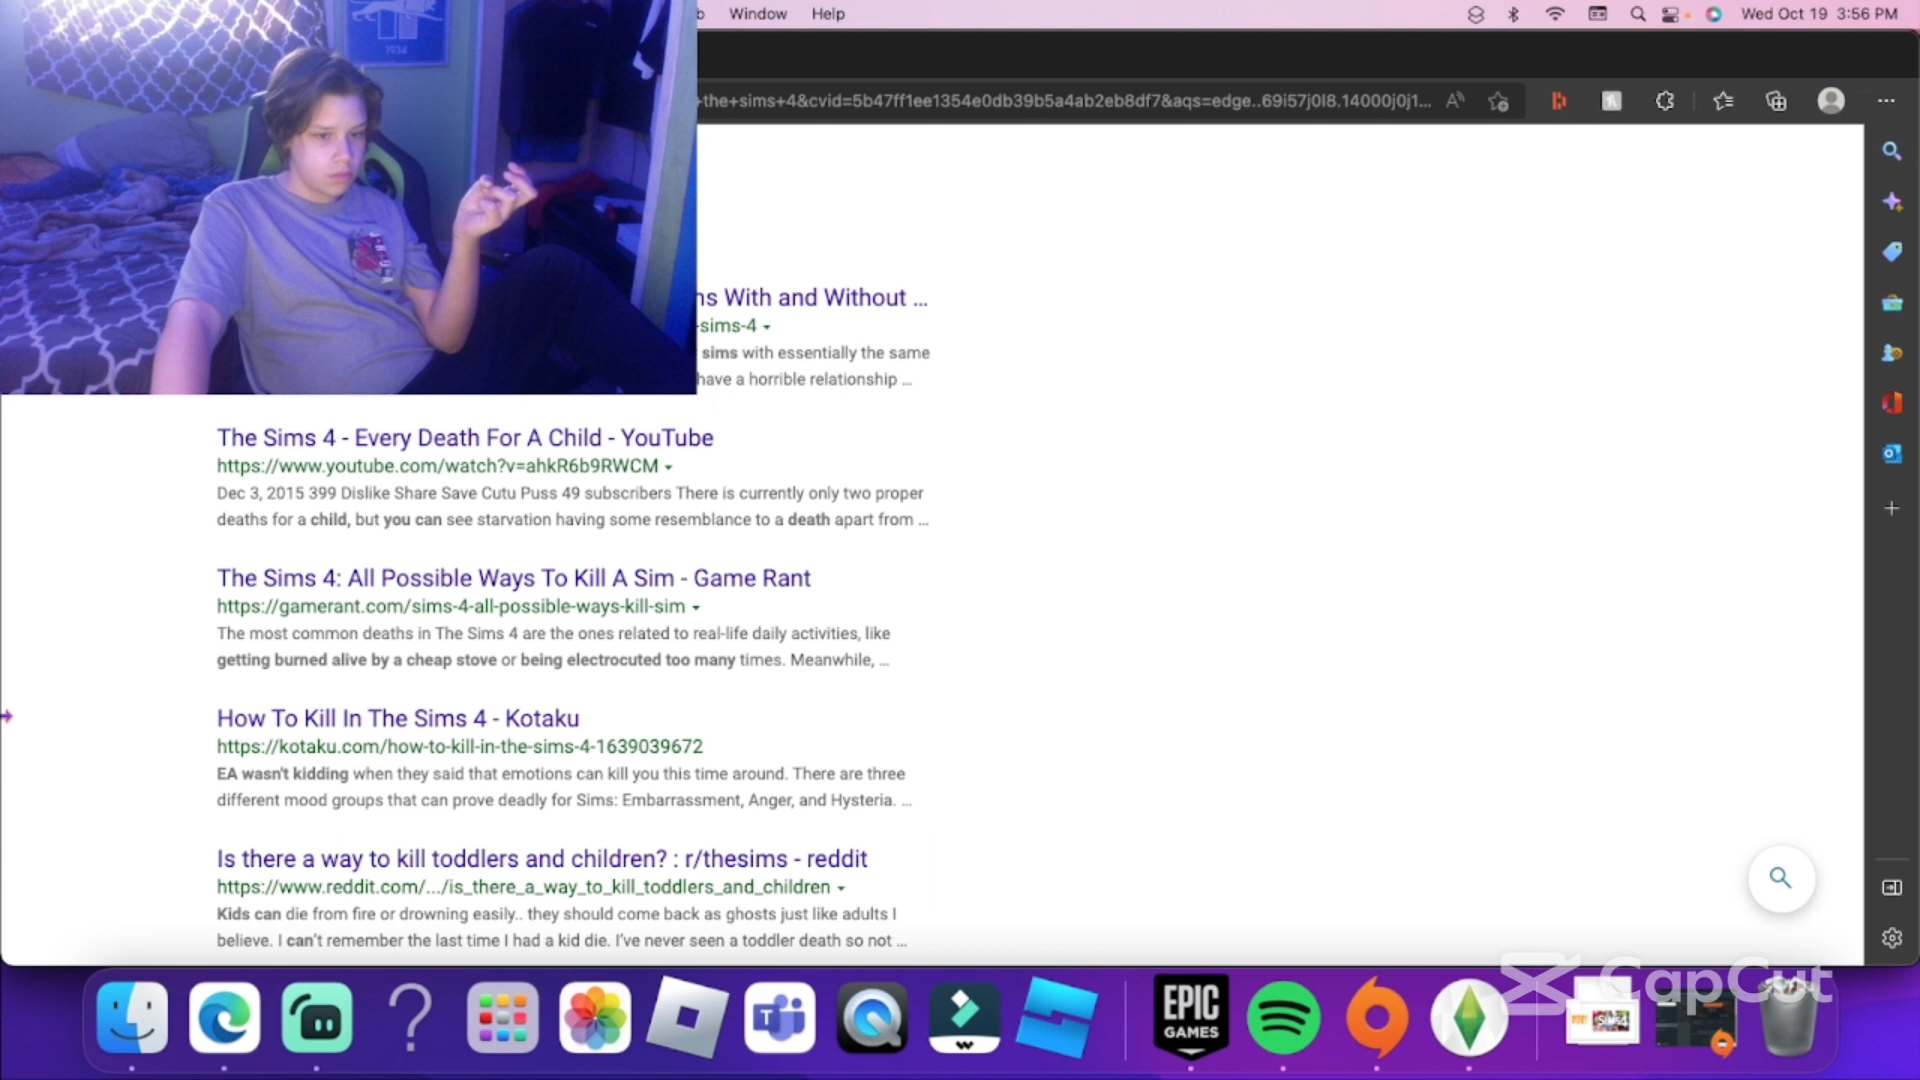 Window Help
Wed Oct 19 3:56 PM
1934
+the+sims+4&cvid=5b47ff1ee1354e0db39b5a4ab2eb8df7&aqs=edge..69i57j0l8.14000j0j1...
With and Without ...
-sims-4
sims with essentially the same
have a horrible relationship ...
The Sims 4 - Every Death For A Child - YouTube
https://www.youtube.com/watch?v=ahkR6b9RWCM
Dec 3, 2015 399 Dislike Share Save Cutu Puss 49 subscribers There is currently only two proper
deaths for a child, but you can see starvation having some resemblance to a death apart from ...
The Sims 4: All Possible Ways To Kill A Sim - Game Rant
https://gamerant.com/sims-4-all-possible-ways-kill-sim
The most common deaths in The Sims 4 are the ones related to real-life daily activities, like
getting burned alive by a cheap stove or being electrocuted too many times. Meanwhile, ...
How To Kill In The Sims 4 - Kotaku
https://kotaku.com/how-to-kill-in-the-sims-4-1639039672
EA wasn't kidding when they said that emotions can kill you this time around. There are three
different mood groups that can prove deadly for Sims: Embarrassment, Anger, and Hysteria. ...
Is there a way to kill toddlers and children? : r/thesims - reddit
https://www.reddit.com/.../is_there_a_way_to_kill_toddlers_and_children
Kids can die from fire or drowning easily.. they should come back as ghosts just like adults I
believe. I can't remember the last time I had a kid die. I've never seen a toddler death so not ...
CapCut
EPIC
GAMES